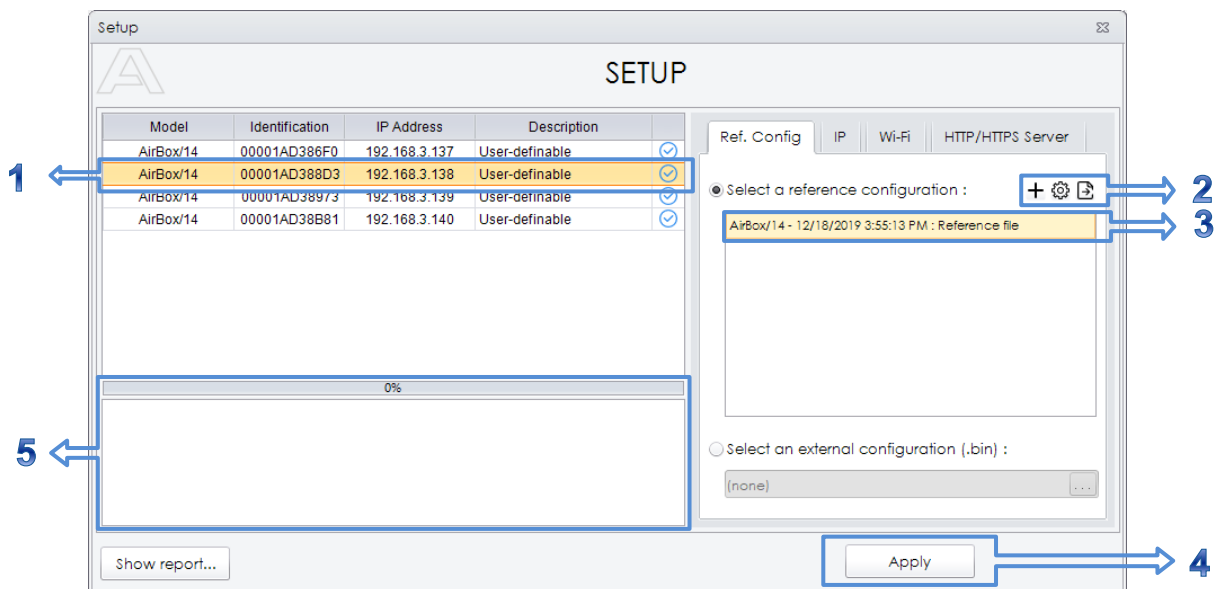 Setup
SETUP
Model Identification IP Address Description
AirBox/14 00001AD386F0 192.168.3.137 User-definable
AirBox/14 00001AD388D3 192.168.3.138 User-definable
AirBox/14 00001AD38973 192.168.3.139 User-definable
AirBox/14 00001AD38B81 192.168.3.140 User-definable
0%
Ref. Config IP Wi-Fi HTTP/HTTPS Server
Select a reference configuration :
AirBox/14 - 12/18/2019 3:55:13 PM : Reference file
Select an external configuration (.bin) :
(none) ...
Show report...
Apply
1
2
3
4
5